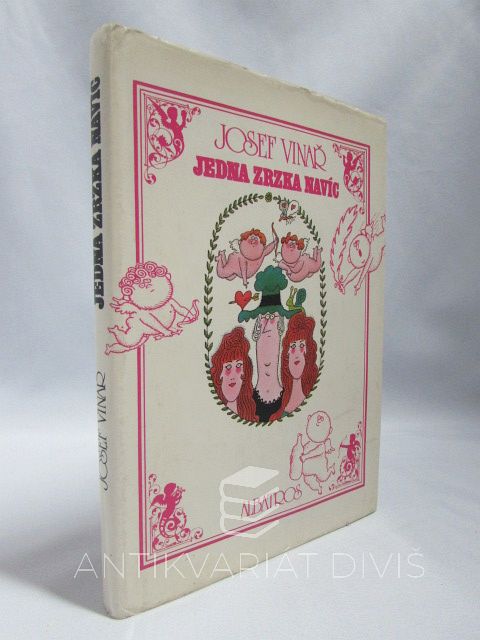 JOSEF VINAŘ
JEDNA ZRZKA NAVÍC
ALBATROS
JEDNA ZRZKA NAVÍC
JOSEF VINAŘ
ANTIKVARIAT DIVIŠ